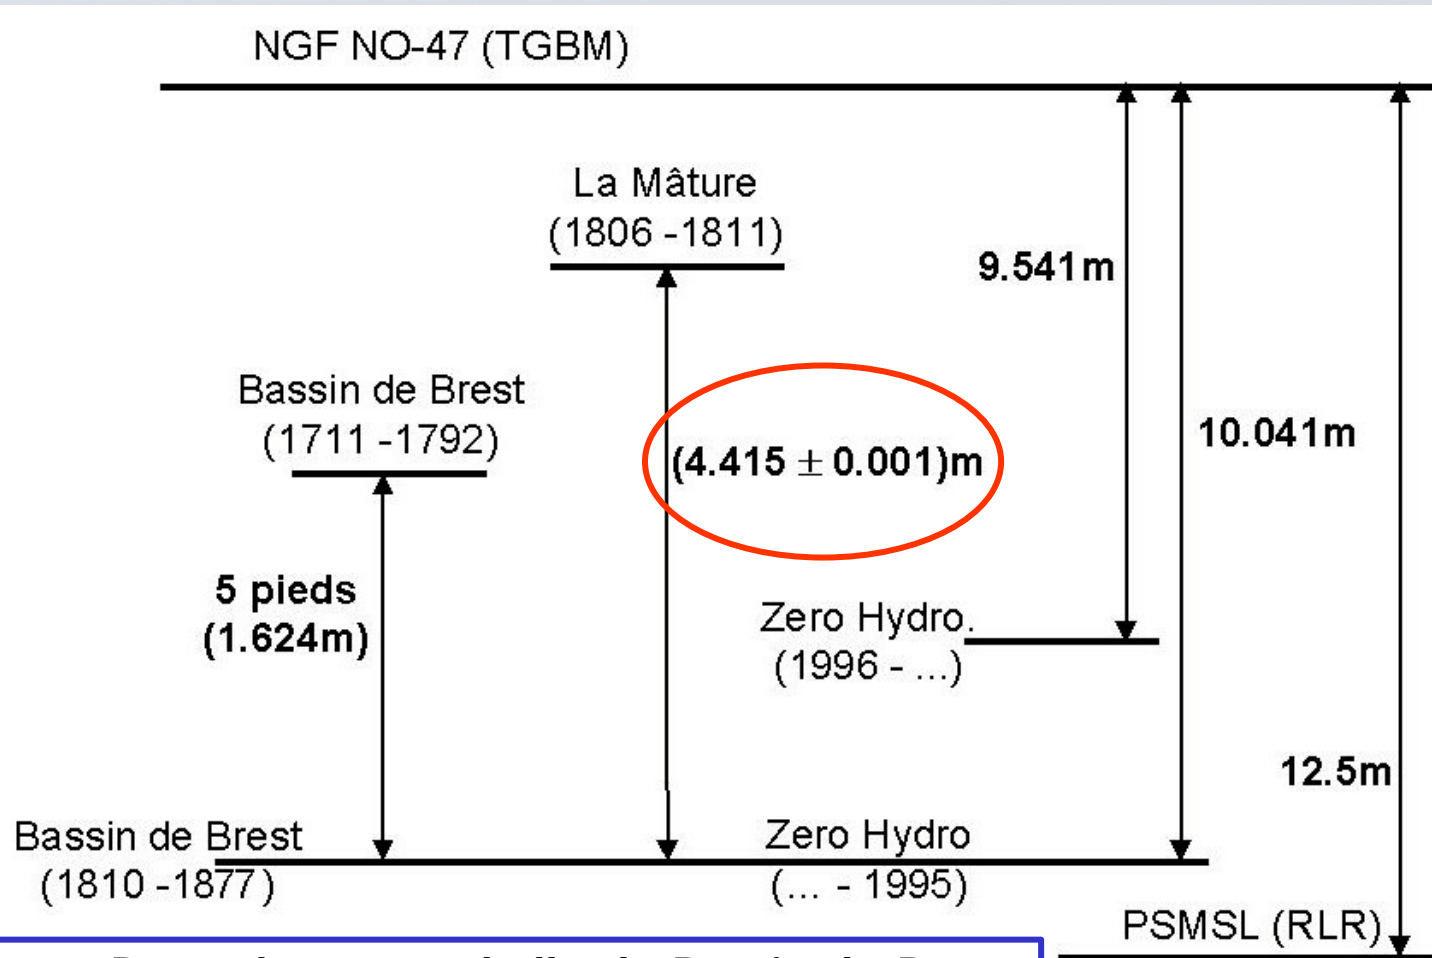 NGF NO-47 (TGBM)
La Mâture
(1806 -1811)
9.541m
Bassin de Brest
(1711 -1792)
(4.415 ± 0.001)m
10.041m
5 pieds
(1.624m)
Zero Hydro.
(1996 - ...)
12.5m
Bassin de Brest
(1810 -1877)
Zero Hydro
(... - 1995)
PSMSL (RLR)